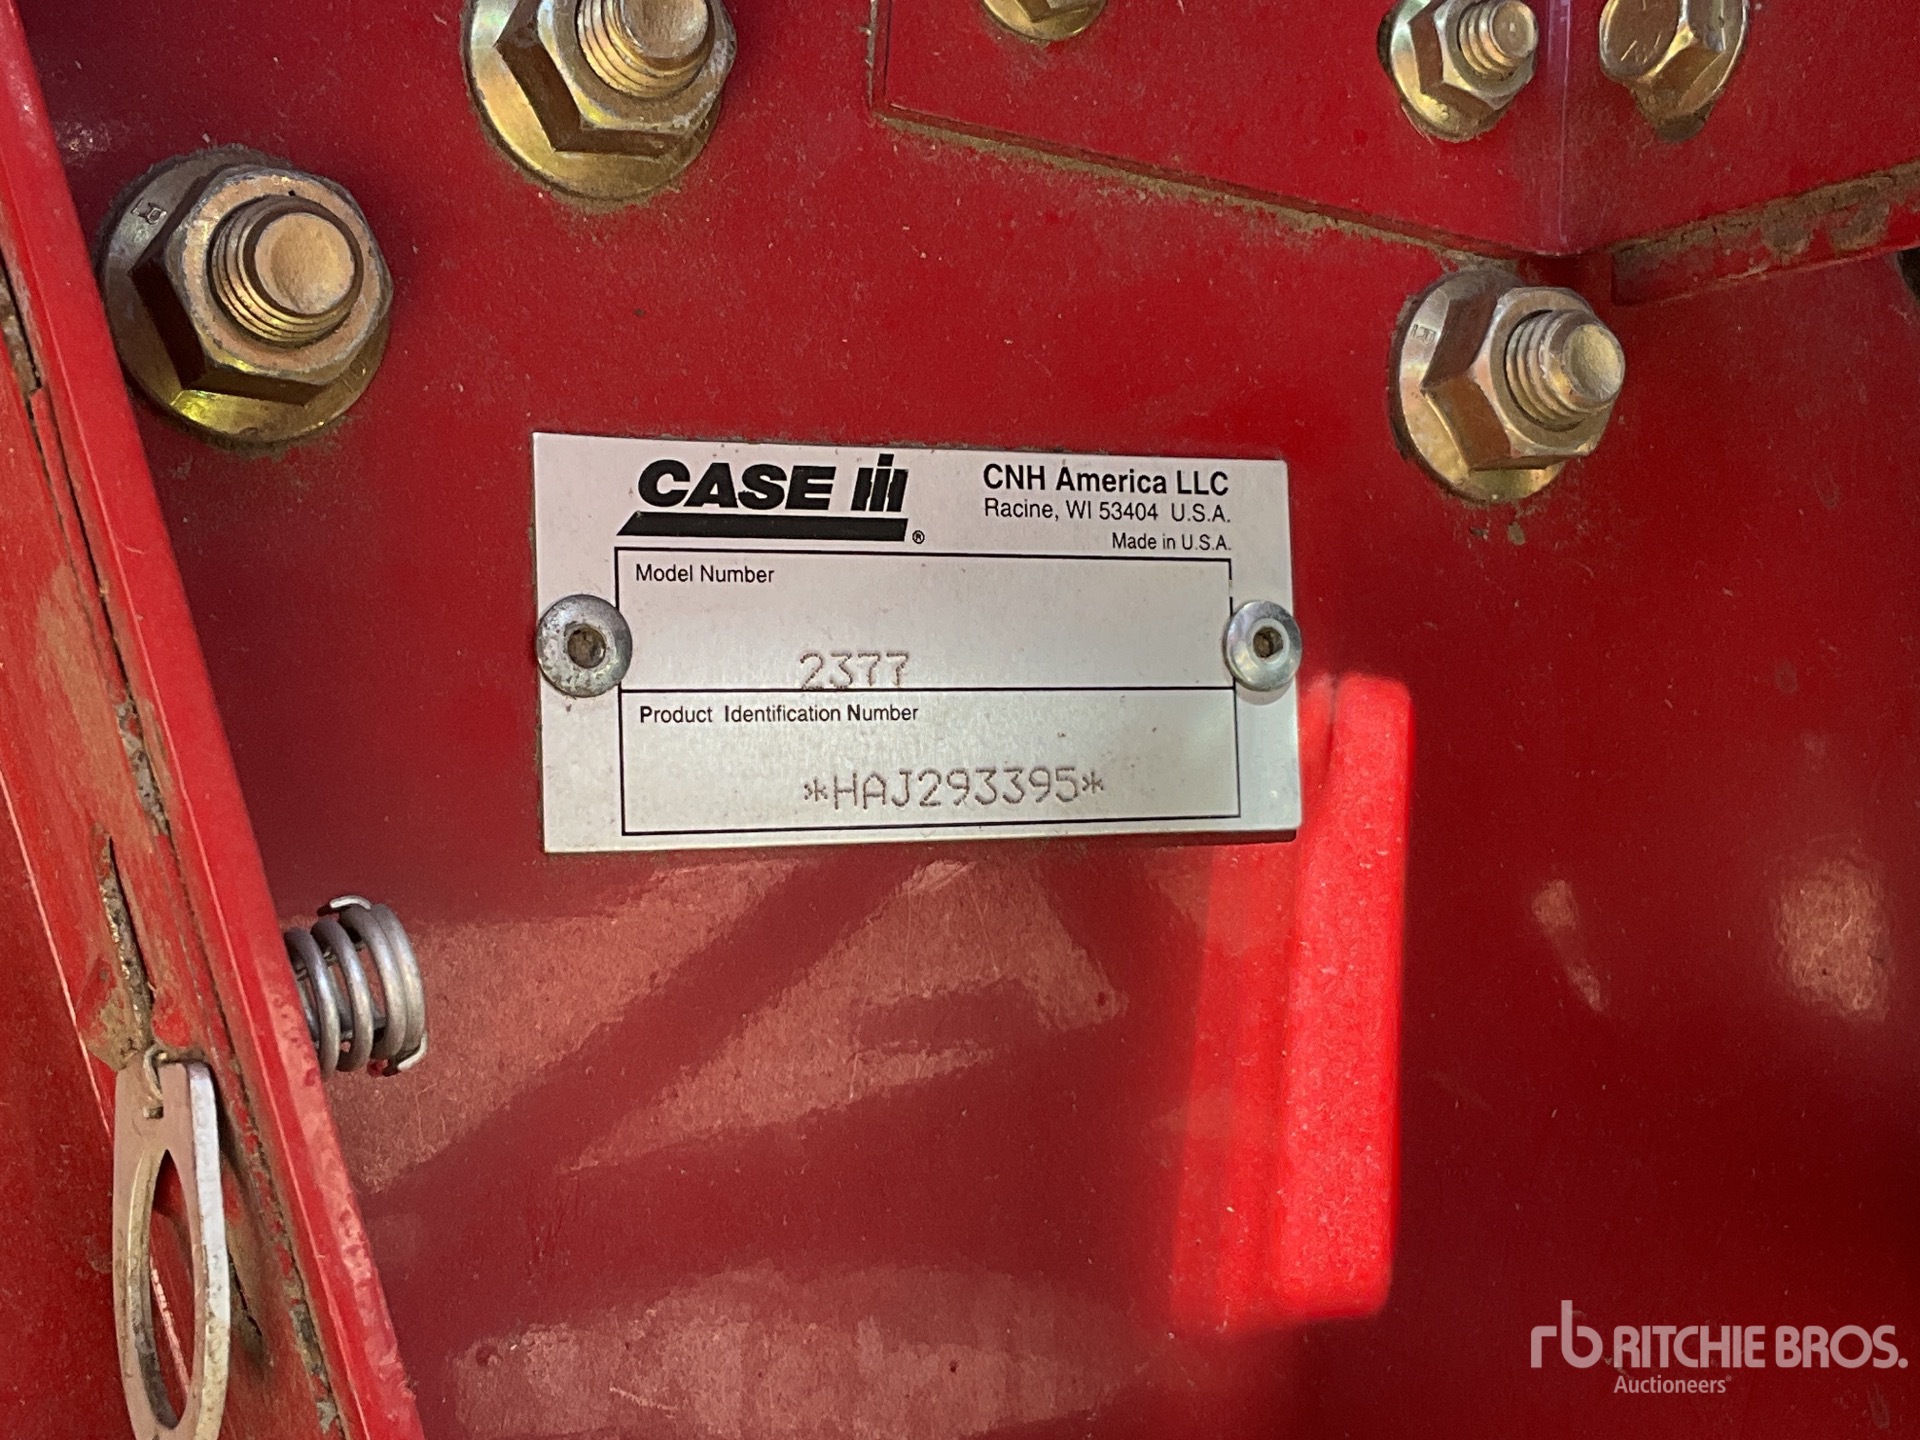 CASE IH ®
CNH America LLC
Racine, WI 53404 U.S.A.
Made in U.S.A.
Model Number
2377
Product Identification Number
*HAJ293395*
rb RITCHIE BROS.
Auctioneers